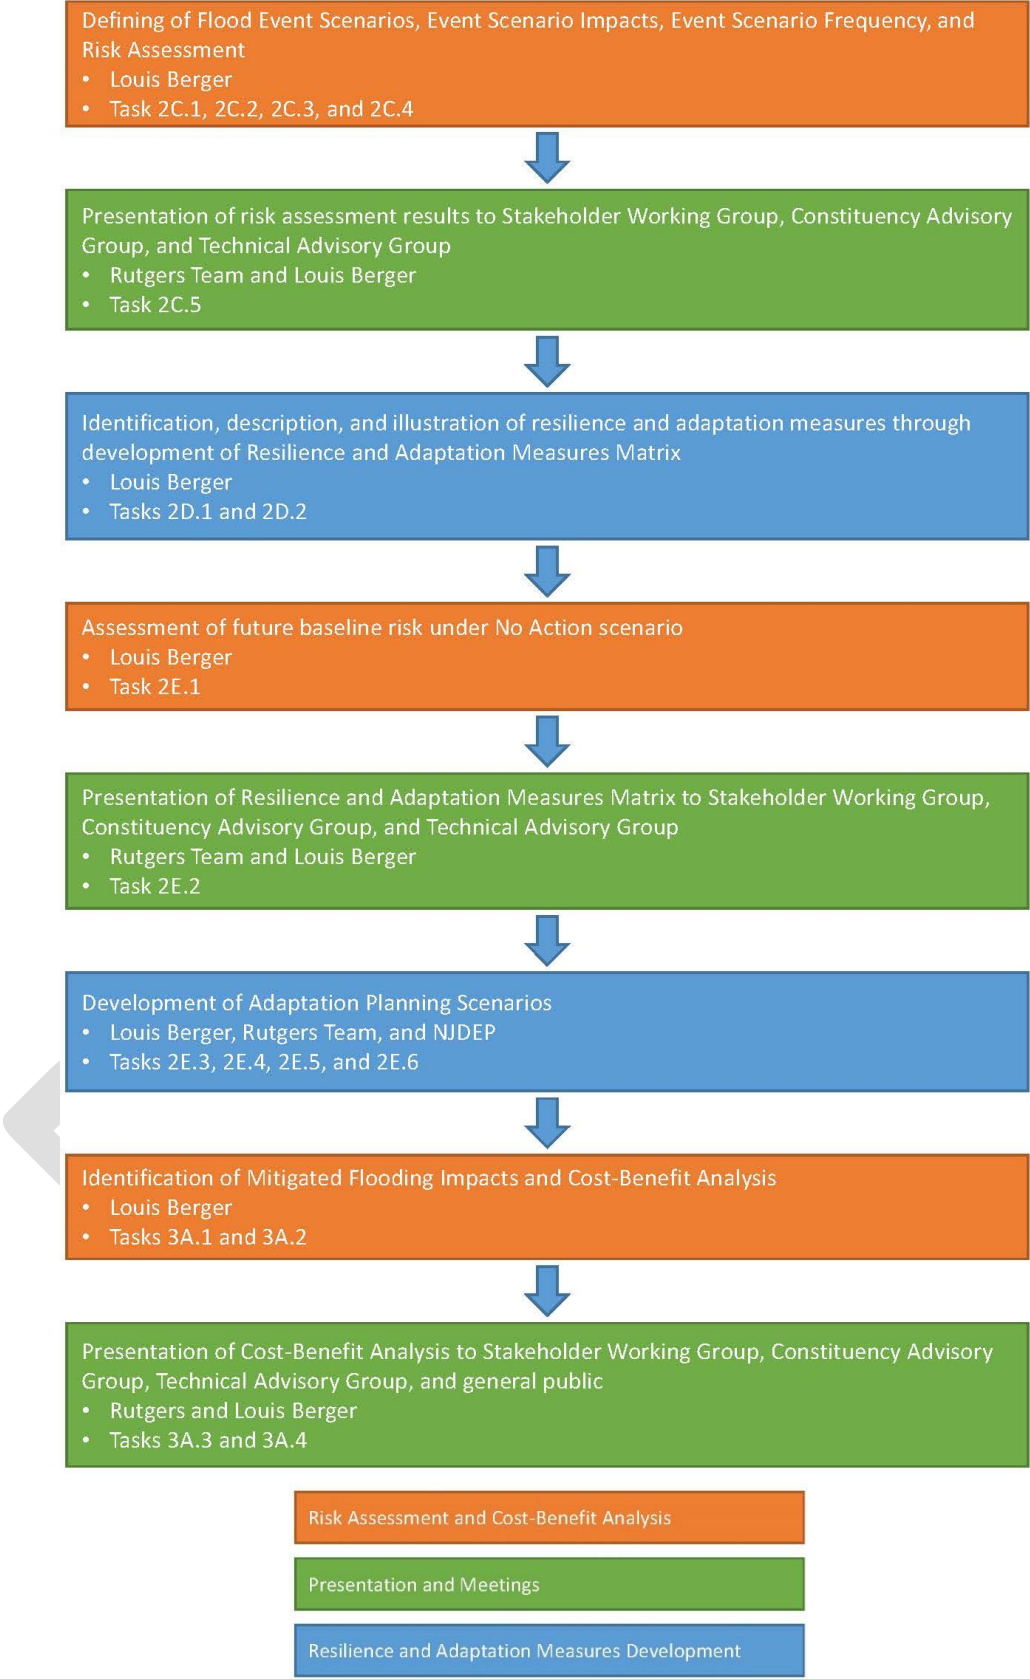 Defining of Flood Event Scenarios, Event Scenario Impacts, Event Scenario Frequency, and
Risk Assessment
• Louis Berger
• Task 2C.1, 2C.2, 2C.3, and 2C.4
Presentation of risk assessment results to Stakeholder Working Group, Constituency Advisory
Group, and Technical Advisory Group
• Rutgers Team and Louis Berger
• Task 2C.5
Identification, description, and illustration of resilience and adaptation measures through
development of Resilience and Adaptation Measures Matrix
• Louis Berger
• Tasks 2D.1 and 2D.2
Assessment of future baseline risk under No Action scenario
• Louis Berger
• Task 2E.1
Presentation of Resilience and Adaptation Measures Matrix to Stakeholder Working Group,
Constituency Advisory Group, and Technical Advisory Group
• Rutgers Team and Louis Berger
• Task 2E.2
Development of Adaptation Planning Scenarios
• Louis Berger, Rutgers Team, and NJDEP
• Tasks 2E.3, 2E.4, 2E.5, and 2E.6
Identification of Mitigated Flooding Impacts and Cost-Benefit Analysis
• Louis Berger
• Tasks 3A.1 and 3A.2
Presentation of Cost-Benefit Analysis to Stakeholder Working Group, Constituency Advisory
Group, Technical Advisory Group, and general public
• Rutgers and Louis Berger
• Tasks 3A.3 and 3A.4
Risk Assessment and Cost-Benefit Analysis
Presentation and Meetings
Resilience and Adaptation Measures Development